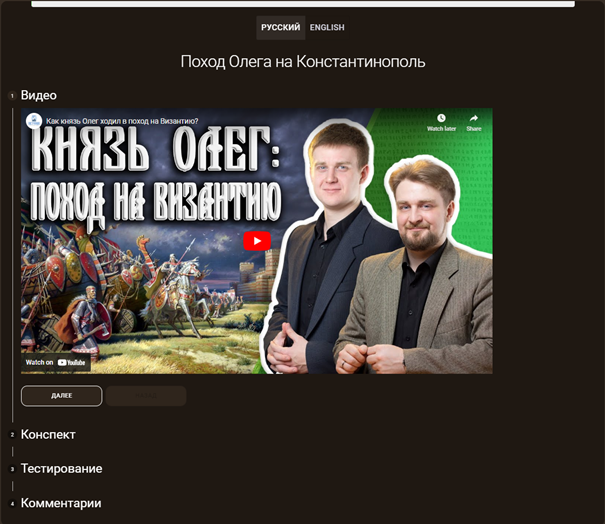 РУССКИЙ ENGLISH
Поход Олега на Константинополь
1 Видео
Как князь Олег ходил в поход на Византию?
Watch later Share
КНЯЗЬ ОЛЕГ:
ПОХОД НА ВИЗАНТИЮ
Watch on YouTube
ДАЛЕЕ
2 Конспект
3 Тестирование
4 Комментарии